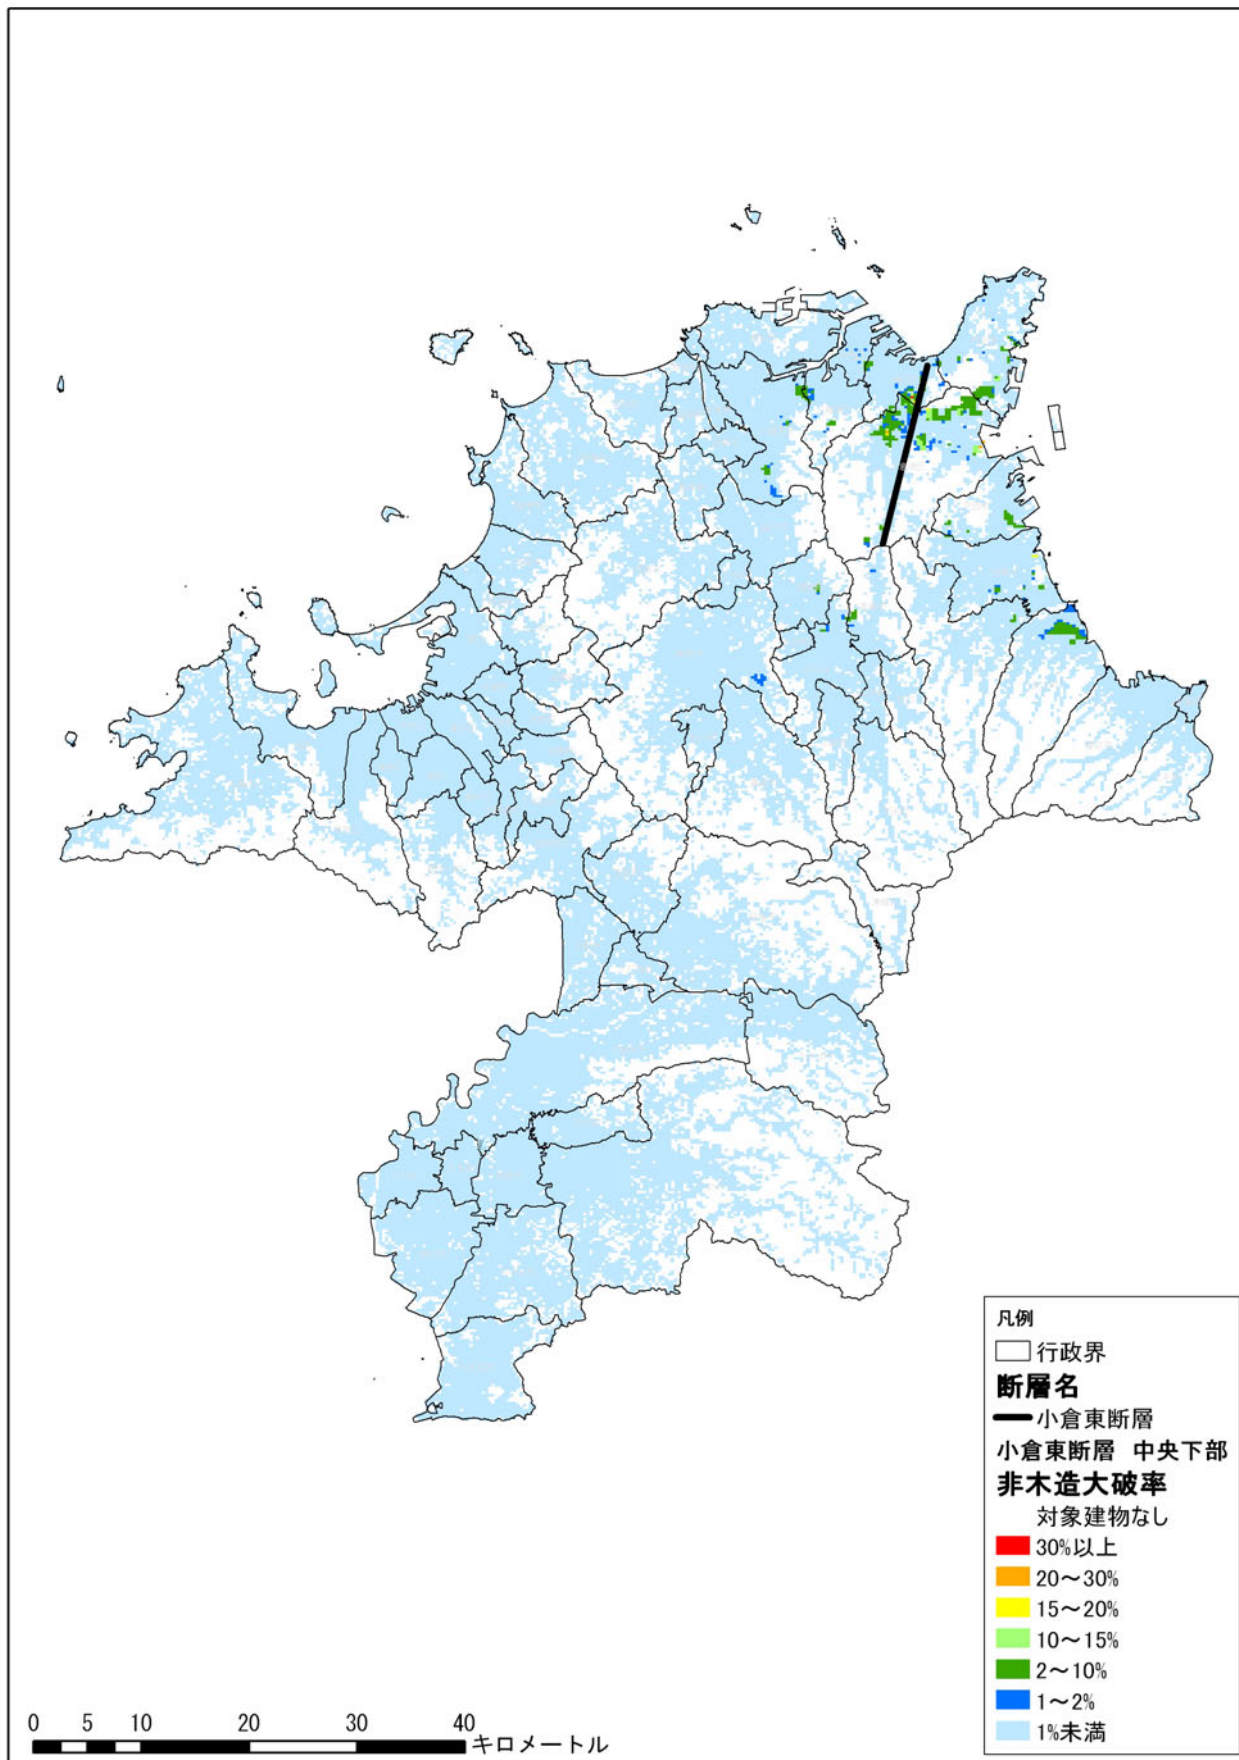 凡例
行政界
断層名
小倉東断層
小倉東断層 中央下部
非木造大破率
対象建物なし
30%以上
20～30%
15～20%
10～15%
2～10%
1～2%
1%未満
0 5 10 20 30 40
キロメートル